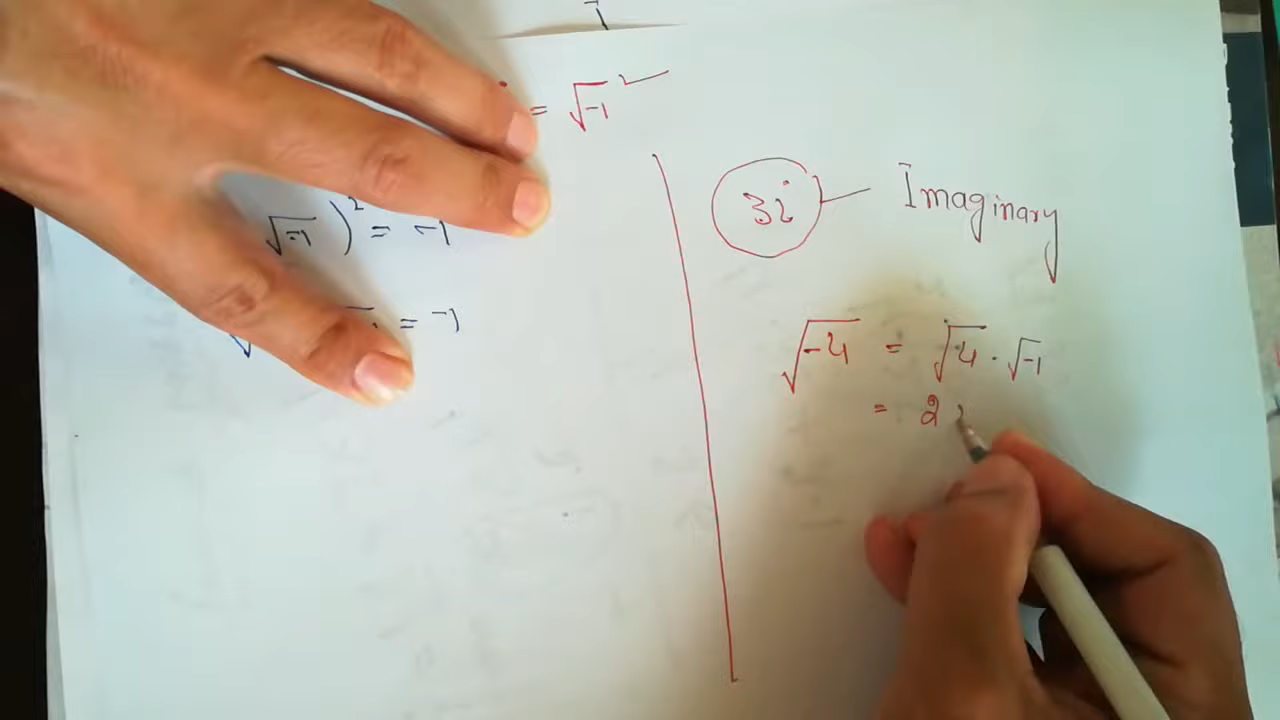 = √-1
√-1 )² = -1
= -1
3i — Imaginary
√-4 = √4 · √-1
= 2